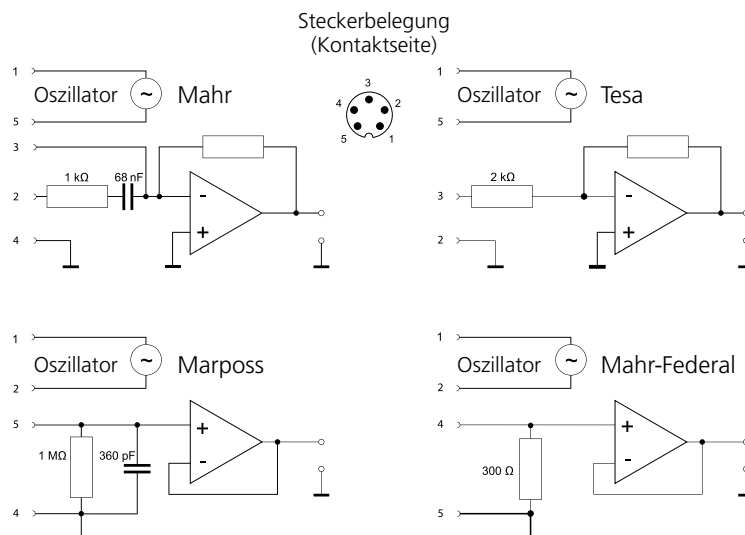 Steckerbelegung
(Kontaktseite)
1
Oszillator ~ Mahr
5
3
2 1 kΩ 68 nF - +
4
3
4 2
5 1
1
Oszillator ~ Tesa
5
3 2 kΩ - +
2
1
Oszillator ~ Marposs
2
5 + -
1 MΩ 360 pF
4
1
Oszillator ~ Mahr-Federal
2
4 + -
300 Ω
5